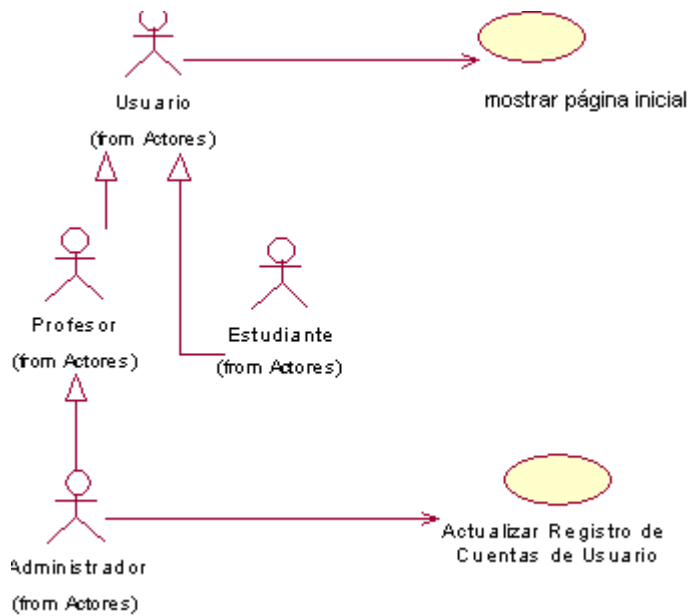 Usuario
(from Actores)
mostrar página inicial
Profesor
(from Actores)
Estudiante
(from Actores)
Administrador
(from Actores)
Actualizar Registro de
Cuentas de Usuario